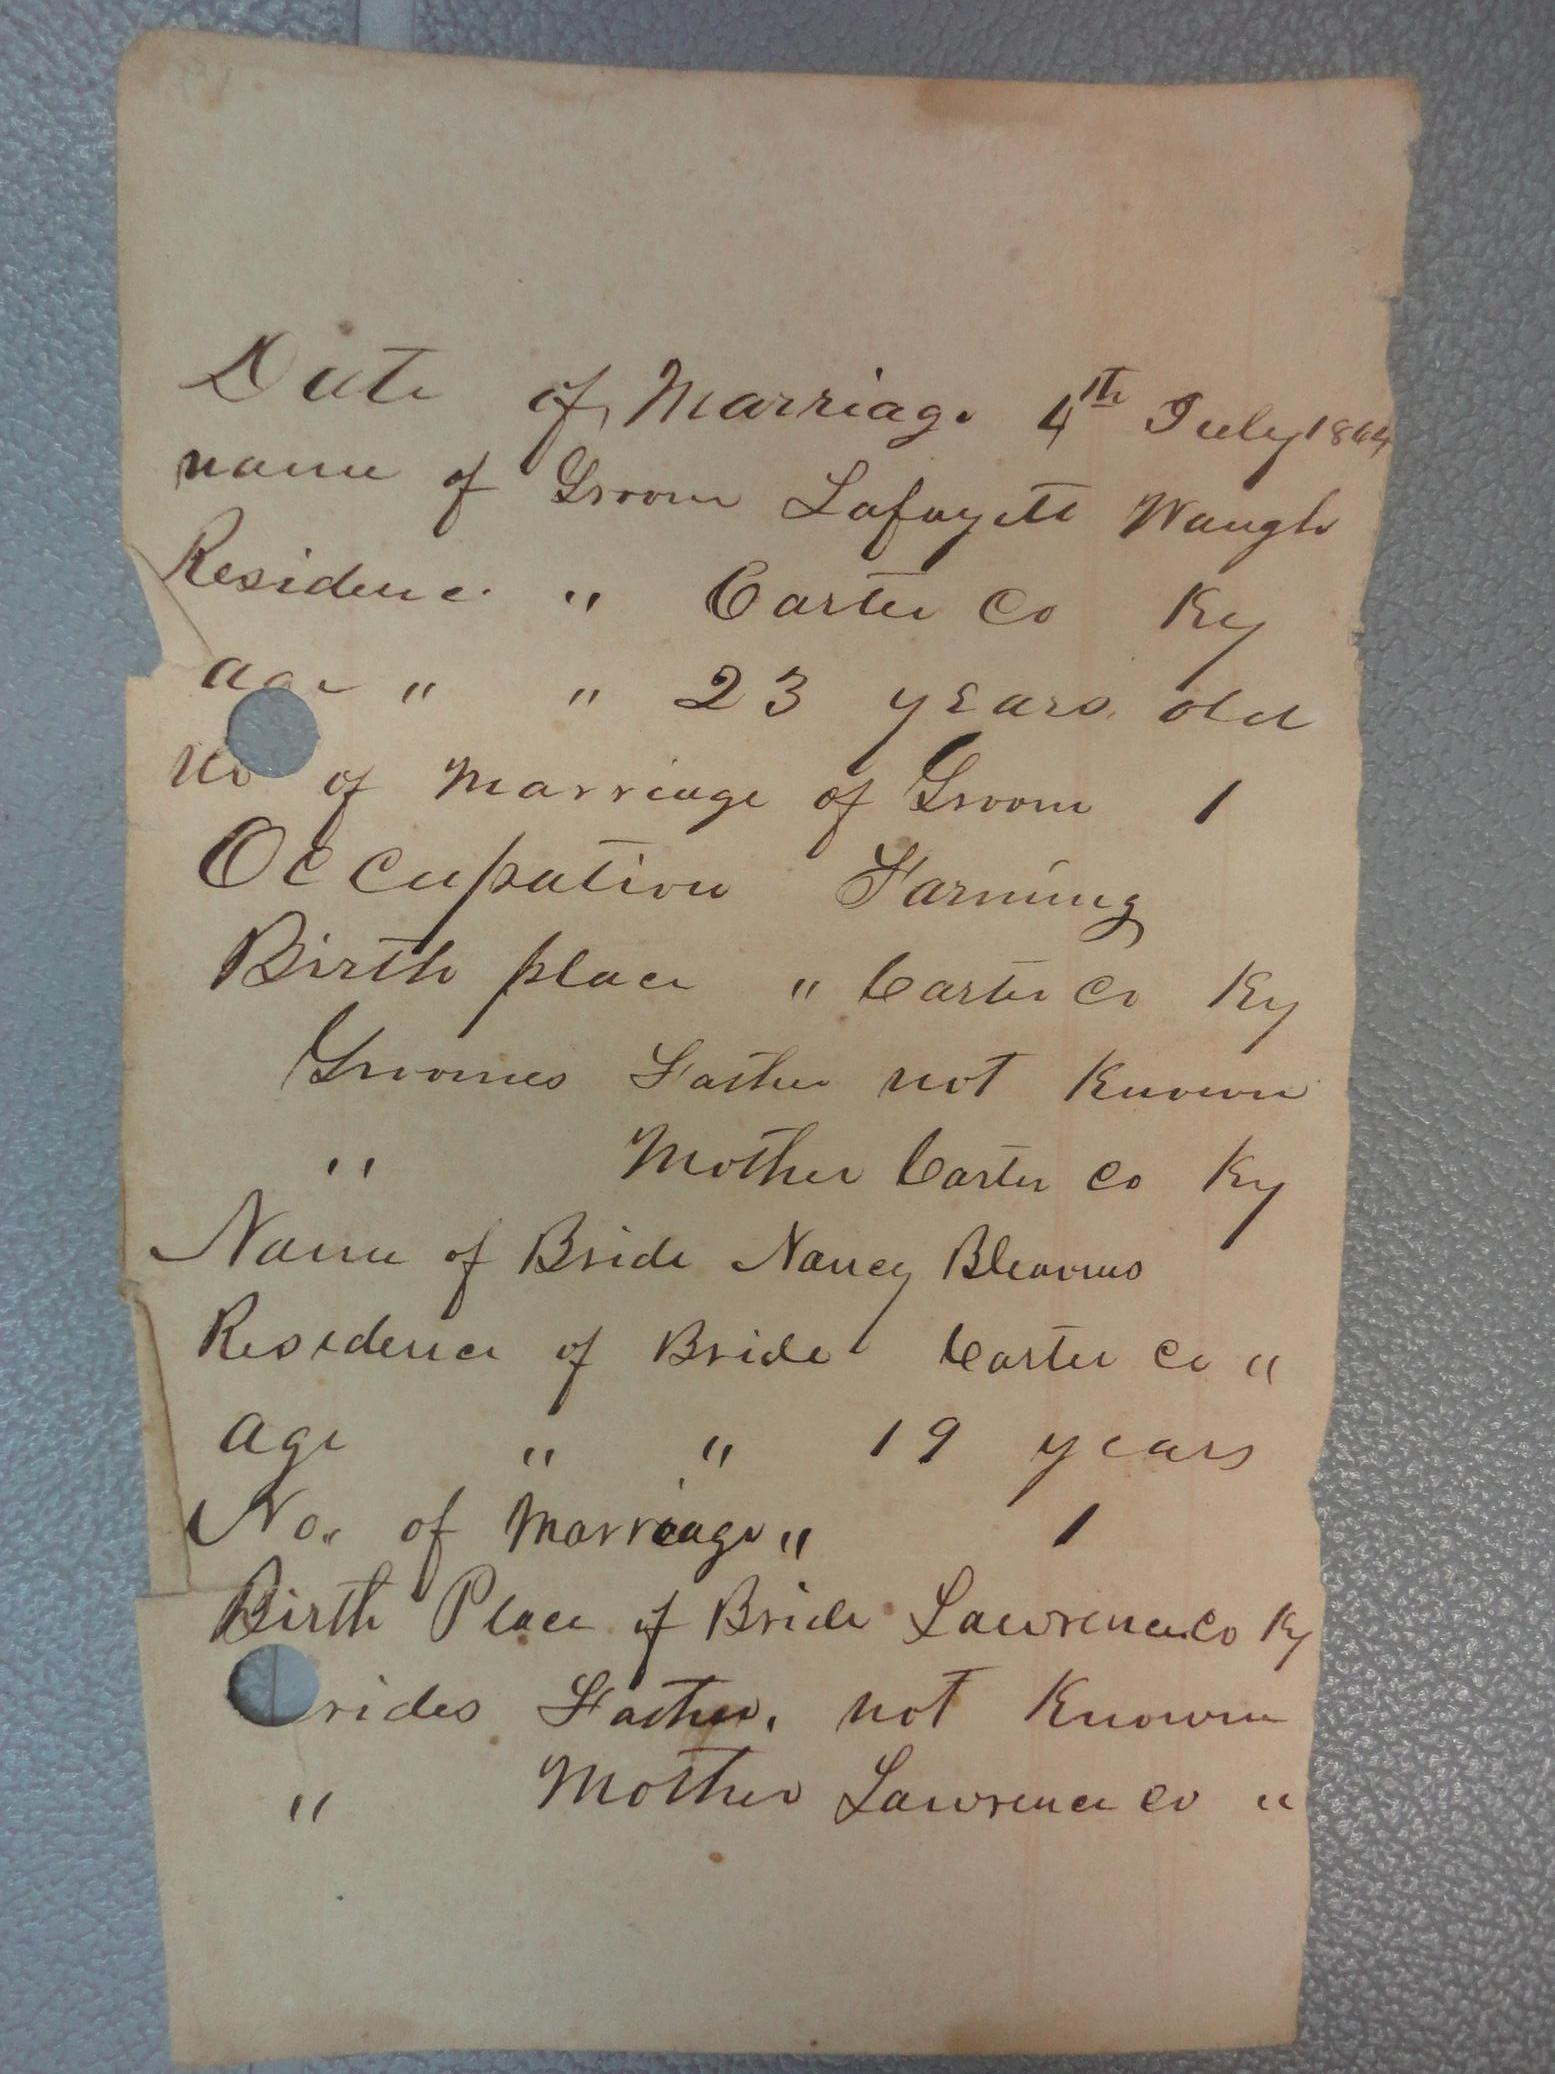 Date of Marriage 4th July 1864
name of Groom Lafayett Waugh
Residence " Carter Co Ky
age " " 23 years old
No of Marriage of Groom 1
Occupation Farming
Birth place " Carter Co Ky
Groomes Father not Known
" Mother Carter Co Ky
Name of Bride Nancy Bleavins
Residence of Bride Carter Co "
age " " 19 years
No. of Marriage " 1
Birth Place of Bride Lawrence Co Ky
rides Father. not Known
" Mother Lawrence Co "